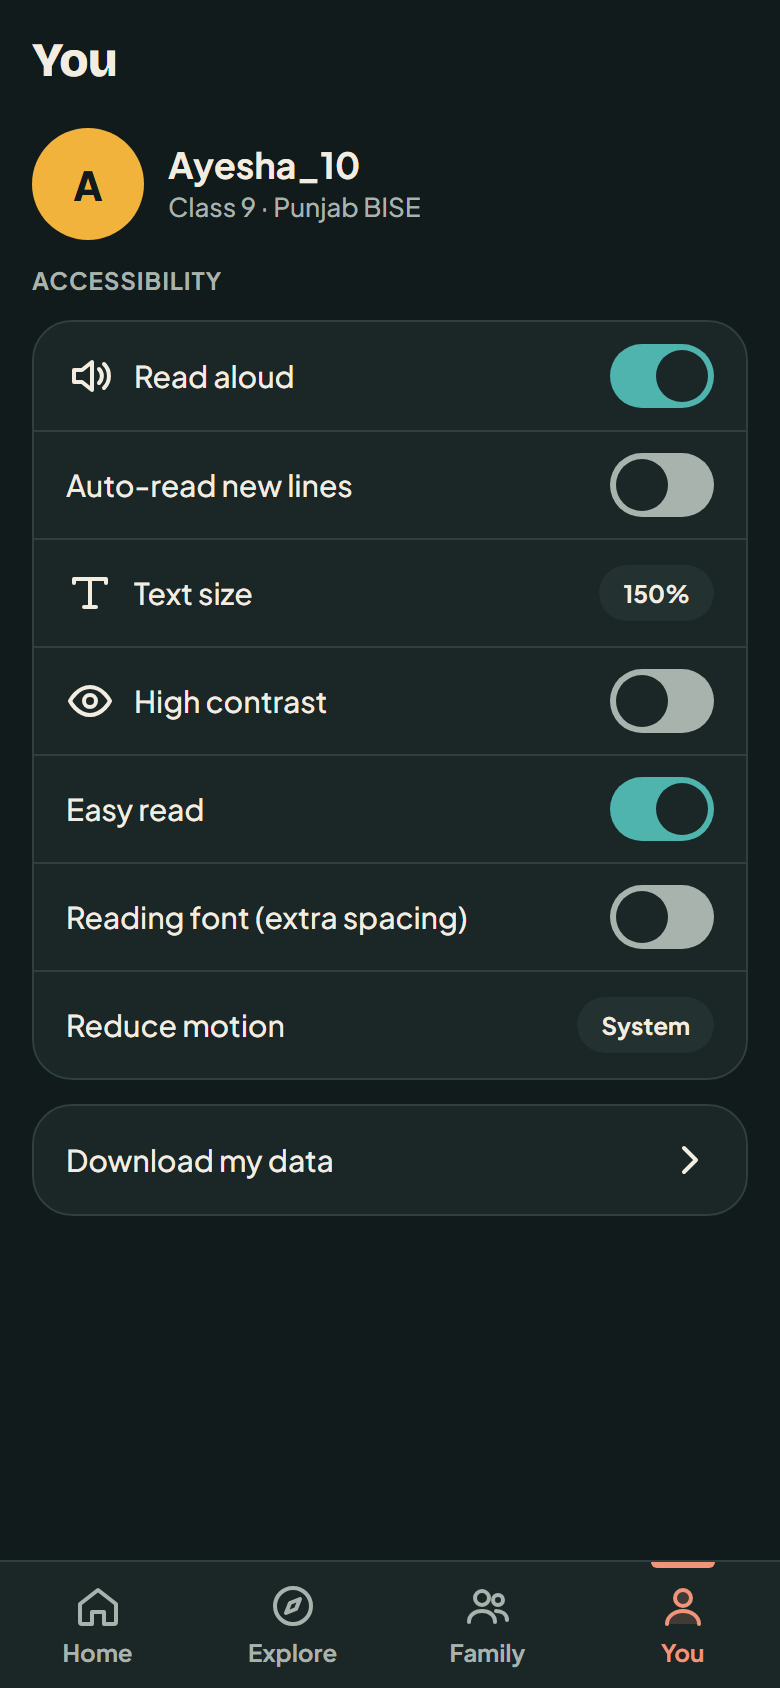 You
A
Ayesha_10
Class 9 · Punjab BISE
ACCESSIBILITY
Read aloud
Auto-read new lines
Text size
150%
High contrast
Easy read
Reading font (extra spacing)
Reduce motion
System
Download my data
Home
Explore
Family
You